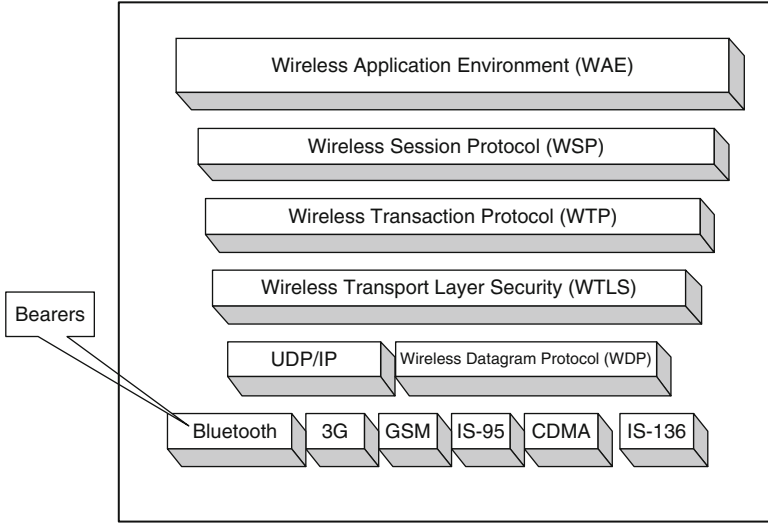 Wireless Application Environment (WAE)
Wireless Session Protocol (WSP)
Wireless Transaction Protocol (WTP)
Wireless Transport Layer Security (WTLS)
Bearers
UDP/IP
Wireless Datagram Protocol (WDP)
Bluetooth
3G
GSM
IS-95
CDMA
IS-136